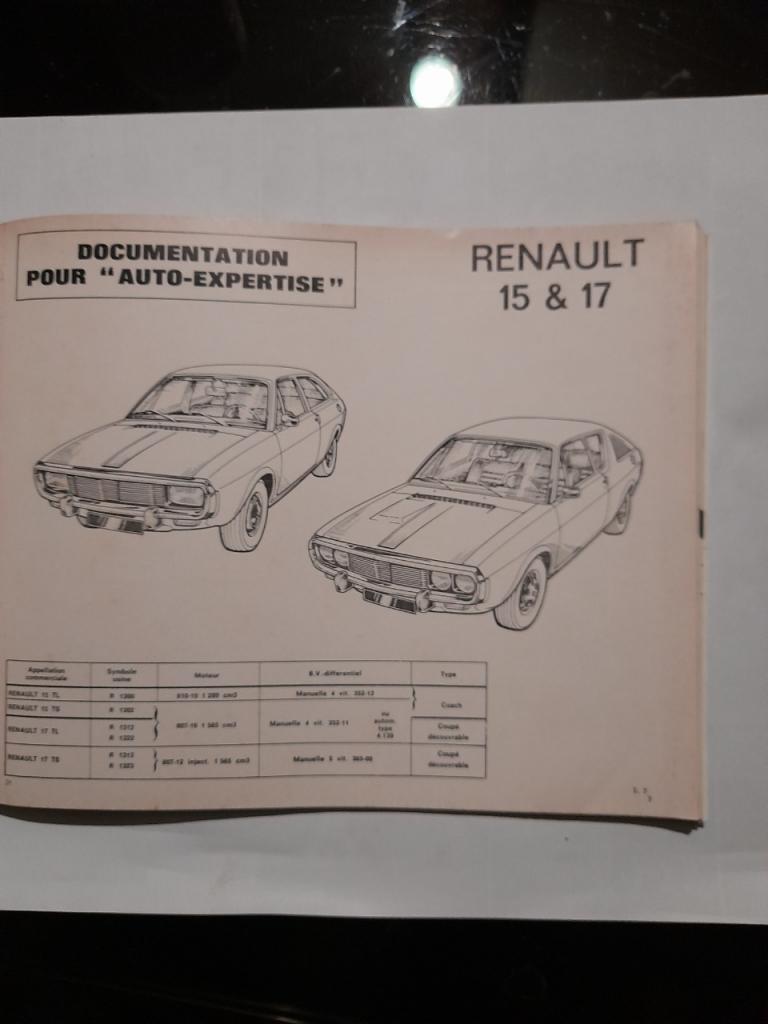 DOCUMENTATION
POUR “AUTO-EXPERTISE”
RENAULT
15 & 17
Appellation commerciale Symbole usine Moteur B.V.-différentiel Type
RENAULT 15 TL R 1300 810-10 1 289 cm3 Manuelle 4 vit. 352-12
RENAULT 15 TS R 1302
Coach
RENAULT 17 TL R 1312
R 1322
807-10 1 565 cm3 Manuelle 4 vit. 352-11
ou
autom.
type
4.139
Coupé
découvrable
RENAULT 17 TS R 1313
R 1323
807-12 inject. 1 565 cm3 Manuelle 5 vit. 365-00
Coupé
découvrable